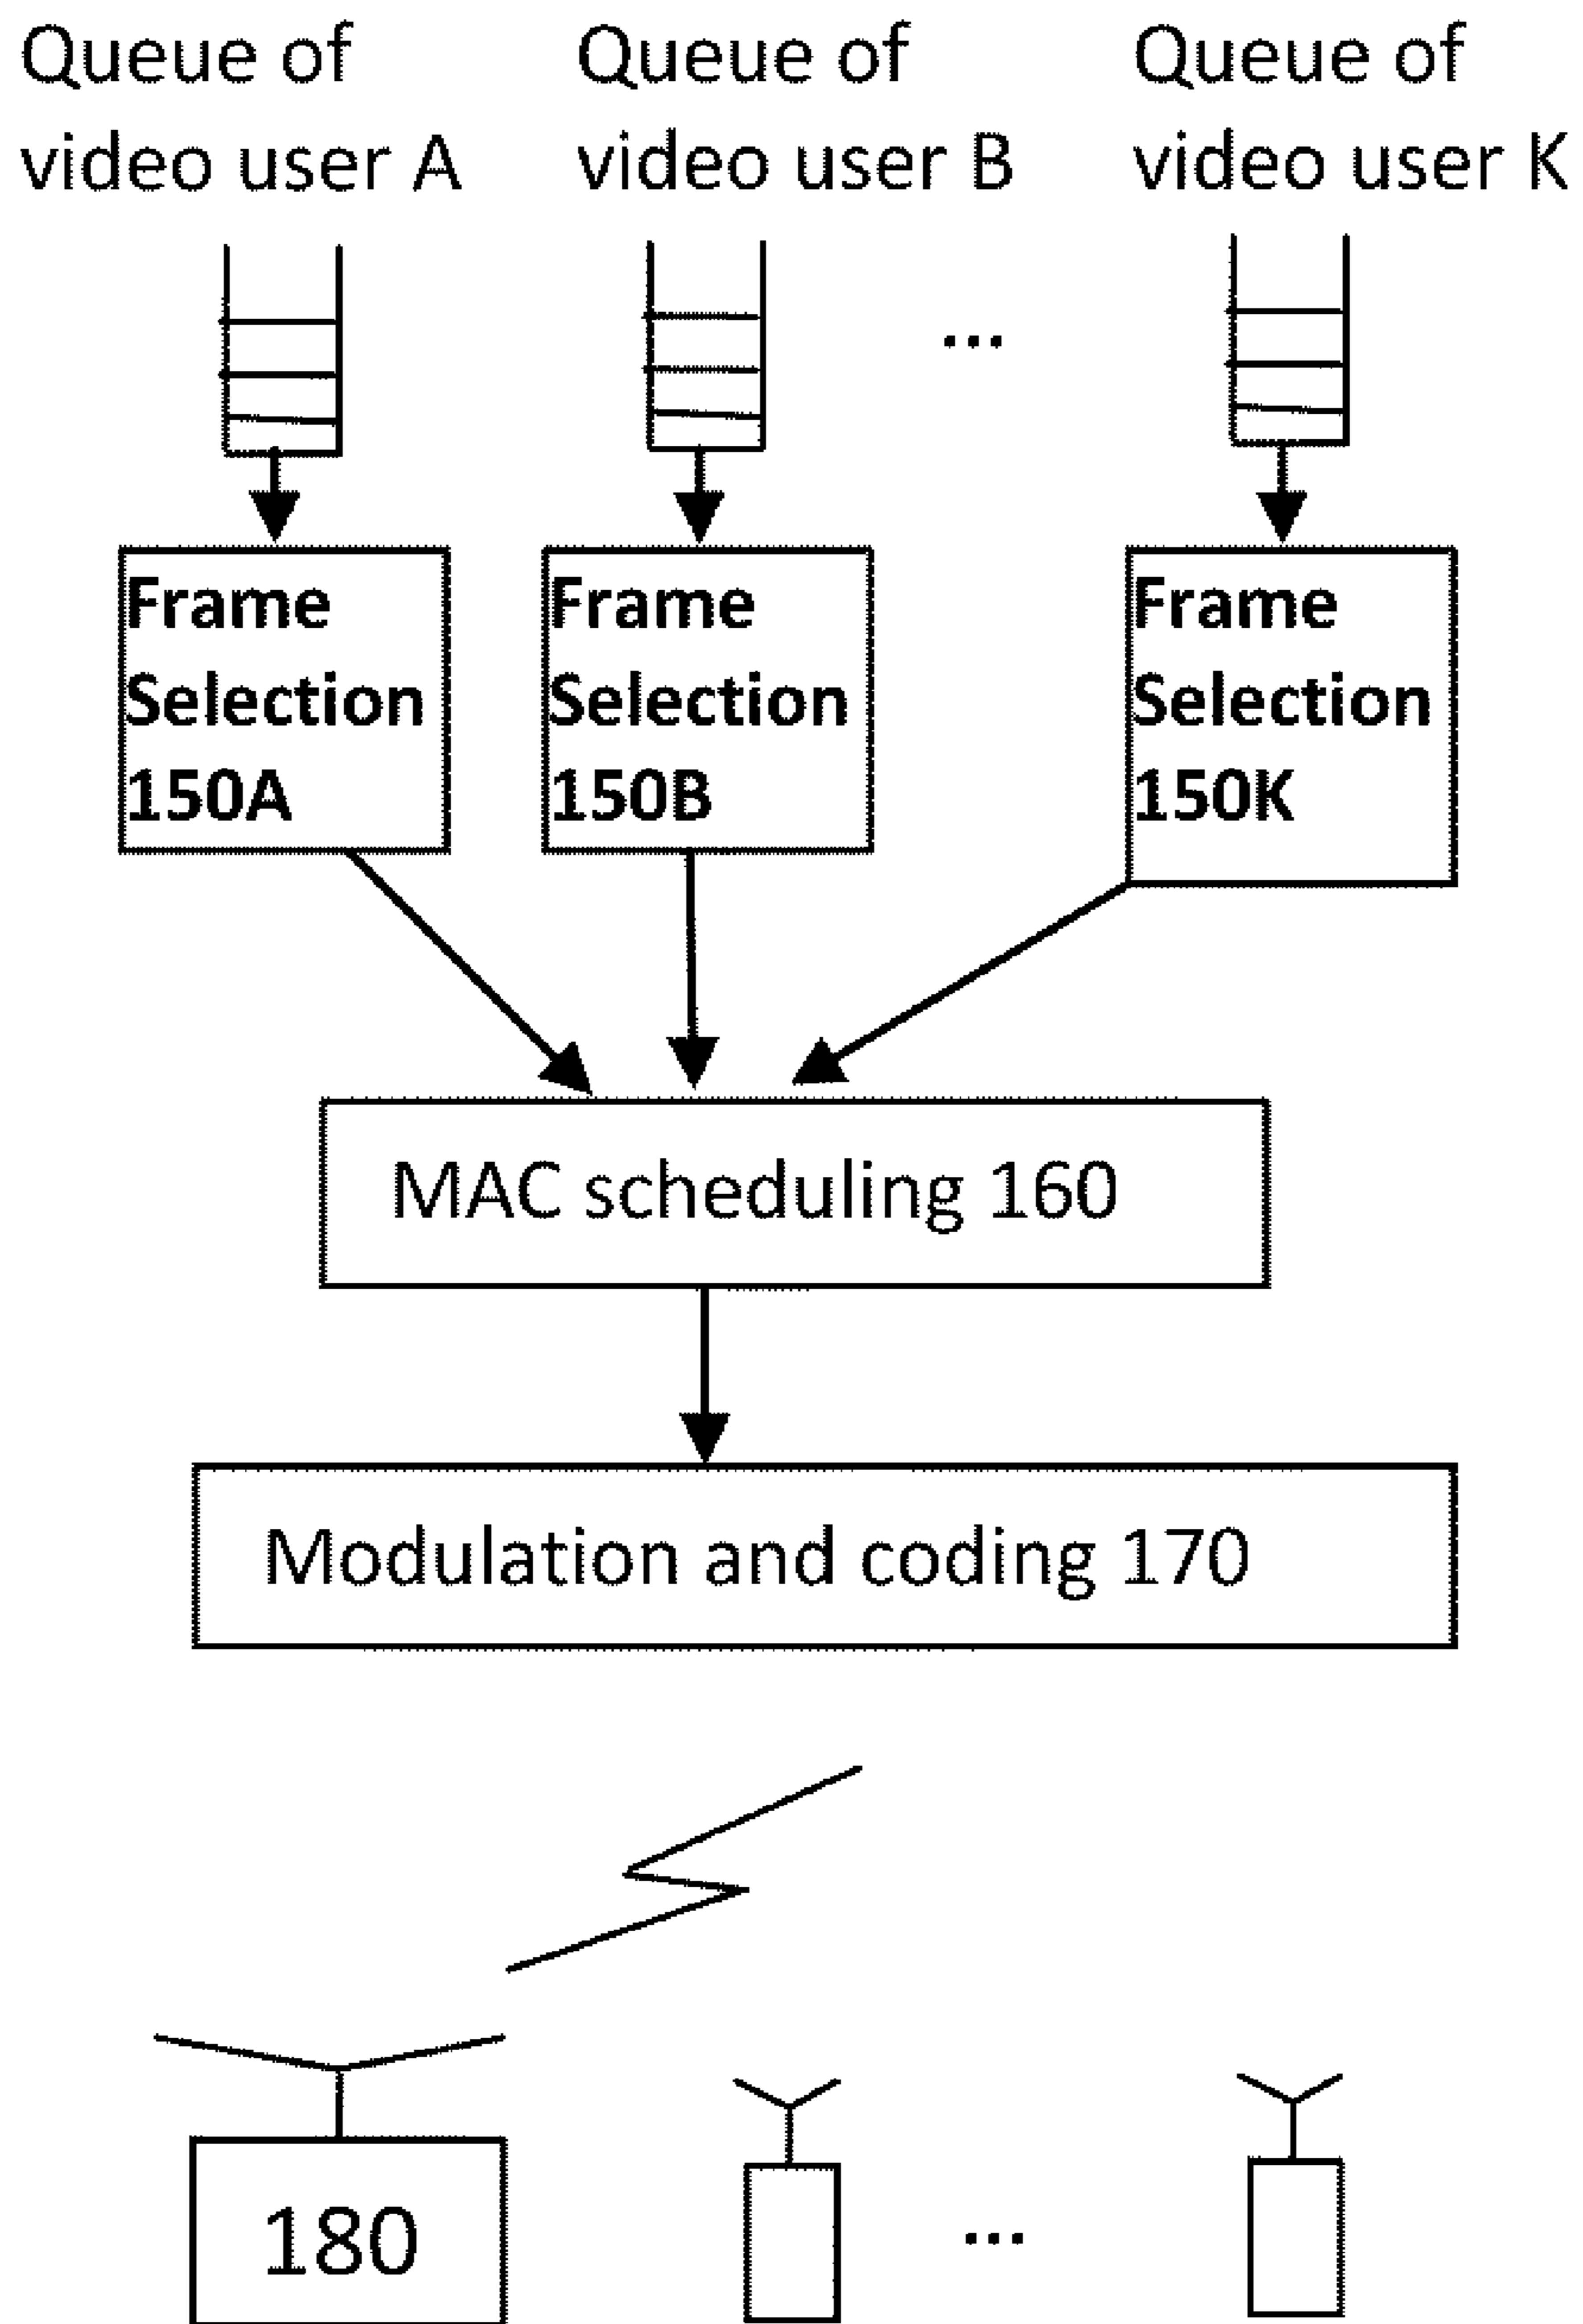 Queue of
video user A
Queue of
video user B
Queue of
video user K
...
Frame
Selection
150A
Frame
Selection
150B
Frame
Selection
150K
MAC scheduling 160
Modulation and coding 170
180
...